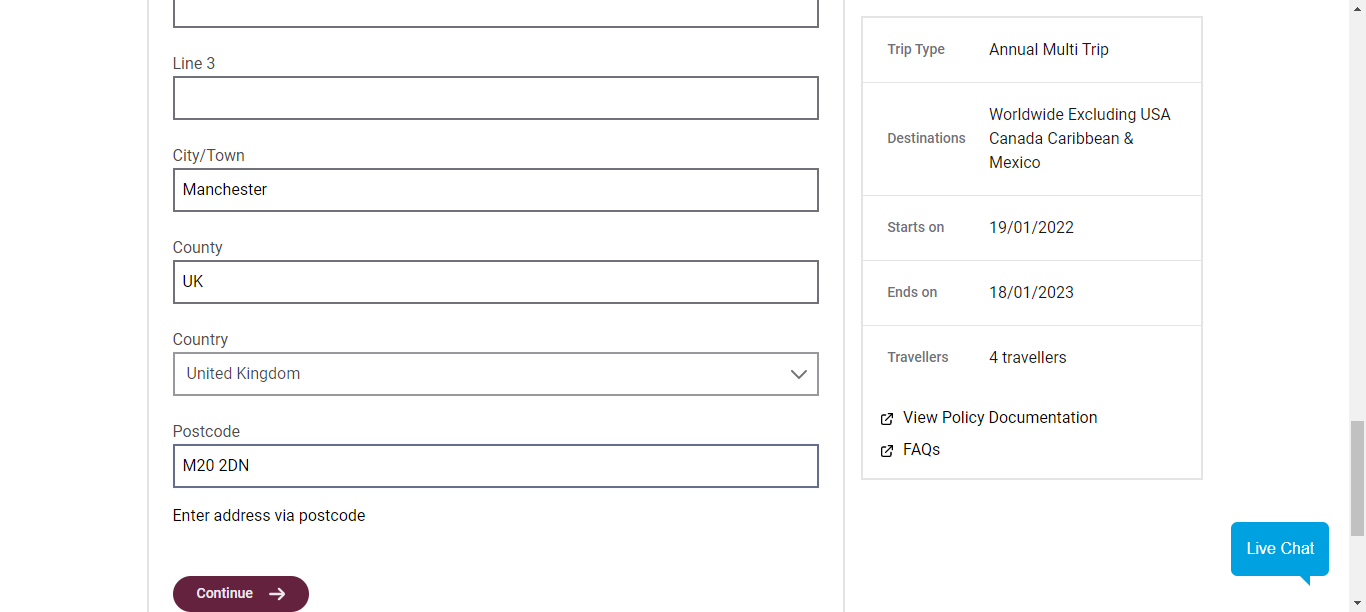 Line 3
City/Town
Manchester
County
UK
Country
United Kingdom
Postcode
M20 2DN
Enter address via postcode
Continue
Trip Type
Annual Multi Trip
Destinations
Worldwide Excluding USA
Canada Caribbean &
Mexico
Starts on
19/01/2022
Ends on
18/01/2023
Travellers
4 travellers
View Policy Documentation
FAQs
Live Chat